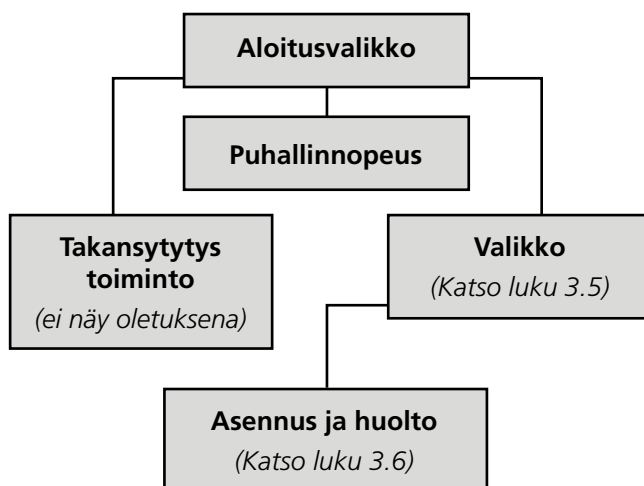 Aloitusvalikko
Puhallinnopeus
Takansytytys
toiminto
(ei näy oletuksena)
Valikko
(Katso luku 3.5)
Asennus ja huolto
(Katso luku 3.6)